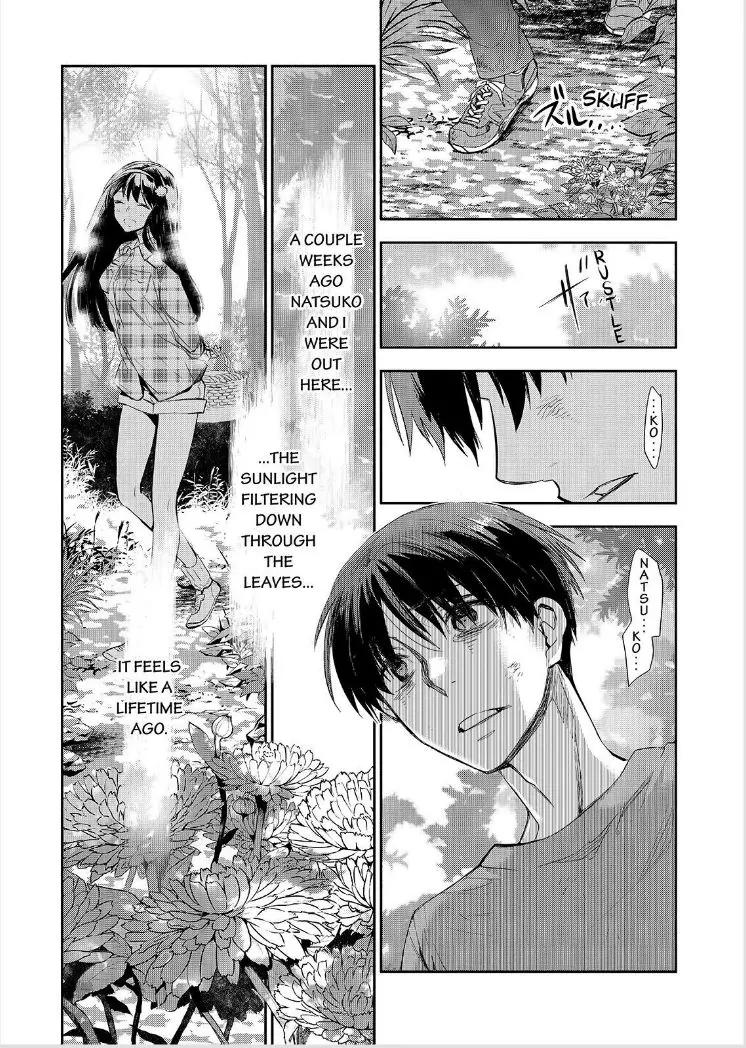 SKUFF
ズル....
RUSTLE
ザァ
...KO...
NATSU...
KO...
A COUPLE
WEEKS
AGO
NATSUKO
AND I
WERE
OUT
HERE...
...THE
SUNLIGHT
FILTERING
DOWN
THROUGH
THE
LEAVES...
IT FEELS
LIKE A
LIFETIME
AGO.